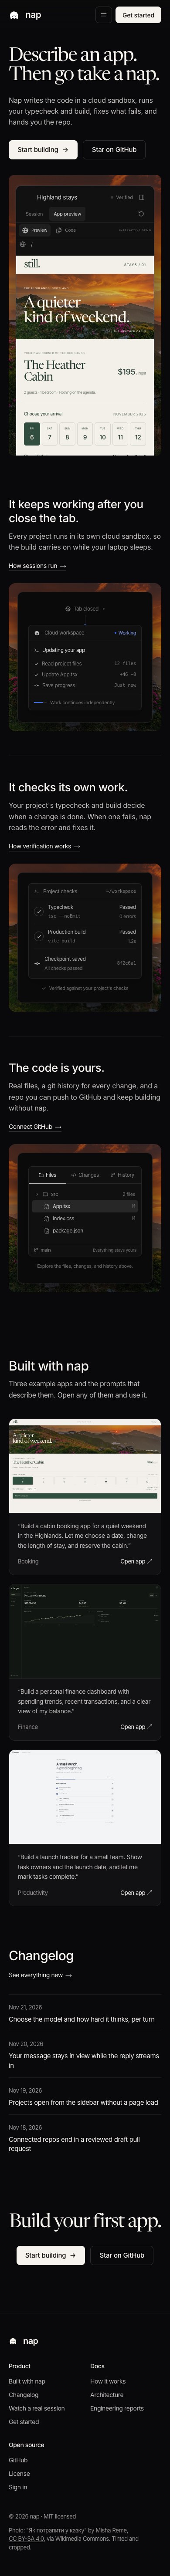 nap
Get started
Describe an app.
Then go take a nap.
Nap writes the code in a cloud sandbox, runs
your typecheck and build, fixes what fails, and
hands you the repo.
Start building →
Star on GitHub
Highland stays
Verified
Session
App preview
Preview
Code
/
still.
STAYS / 01
A quieter
kind of weekend.
The Heather
Cabin
$195
Choose your arrival
NOVEMBER 2026
6 7 8 9 10 11 12
It keeps working after you
close the tab.
Every project runs in its own cloud sandbox, so
the build carries on while your laptop sleeps.
How sessions run →
Tab closed
Cloud workspace
Working
Updating your app
Read project files
12 files
Update App.tsx
Save progress
Just now
Work continues independently
It checks its own work.
Your project's typecheck and build decide
when a change is done. When one fails, nap
reads the error and fixes it.
How verification works →
Project checks
~/workspace
Typecheck
Passed
tsc --noEmit
0 errors
Production build
Passed
vite build
Checkpoint saved
All checks passed
Verified against your project's checks
The code is yours.
Real files, a git history for every change, and a
repo you can push to GitHub and keep building
without nap.
Connect GitHub →
Files
Changes
History
src
3 files
App.tsx
M
index.css
M
package.json
main
Everything stays yours
Explore the files, changes, and history above.
Built with nap
Three example apps and the prompts that
describe them. Open any of them and use it.
A quieter
kind of weekend.
The Heather Cabin
“Build a cabin booking app for a quiet weekend
in the Highlands. Let me choose a date, change
the length of stay, and reserve the cabin.”
Booking
Open app ↗
“Build a personal finance dashboard with
spending trends, recent transactions, and a clear
view of my balance.”
Finance
Open app ↗
“Build a launch tracker for a small team. Show
task owners and the launch date, and let me
mark tasks complete.”
Productivity
Open app ↗
Changelog
See everything new →
Nov 21, 2026
Choose the model and how hard it thinks, per turn
Nov 20, 2026
Your message stays in view while the reply streams
in
Nov 19, 2026
Projects open from the sidebar without a page load
Nov 18, 2026
Connected repos end in a reviewed draft pull
request
Build your first app.
Start building →
Star on GitHub
nap
Product
Docs
Built with nap
How it works
Changelog
Architecture
Watch a real session
Engineering reports
Get started
Open source
GitHub
License
Sign in
© 2026 nap · MIT licensed
Photo: “Як потрапити у казку” by Misha Reme,
CC BY-SA 4.0, via Wikimedia Commons. Tinted and
cropped.